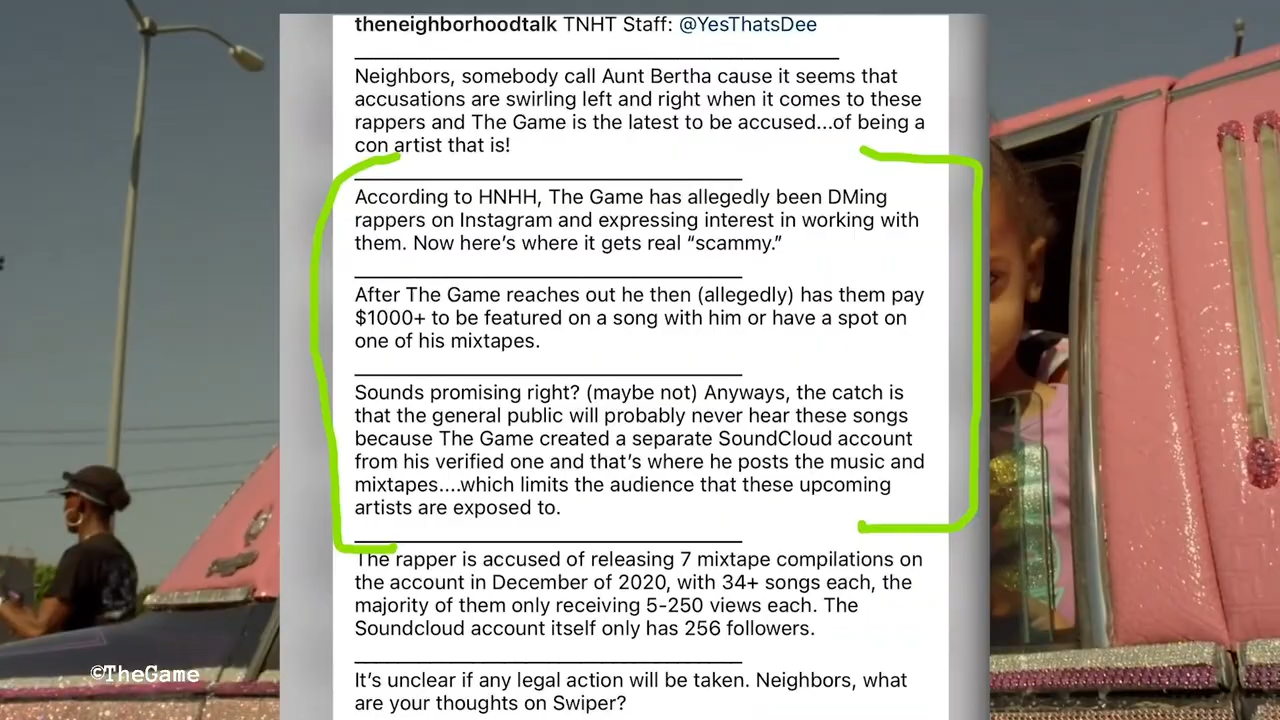 theneighborhoodtalk TNHT Staff: @YesThatsDee
Neighbors, somebody call Aunt Bertha cause it seems that
accusations are swirling left and right when it comes to these
rappers and The Game is the latest to be accused...of being a
con artist that is!
According to HNHH, The Game has allegedly been DMing
rappers on Instagram and expressing interest in working with
them. Now here's where it gets real “scammy.”
After The Game reaches out he then (allegedly) has them pay
$1000+ to be featured on a song with him or have a spot on
one of his mixtapes.
Sounds promising right? (maybe not) Anyways, the catch is
that the general public will probably never hear these songs
because The Game created a separate SoundCloud account
from his verified one and that's where he posts the music and
mixtapes....which limits the audience that these upcoming
artists are exposed to.
The rapper is accused of releasing 7 mixtape compilations on
the account in December of 2020, with 34+ songs each, the
majority of them only receiving 5-250 views each. The
Soundcloud account itself only has 256 followers.
It's unclear if any legal action will be taken. Neighbors, what
are your thoughts on Swiper?
©TheGame